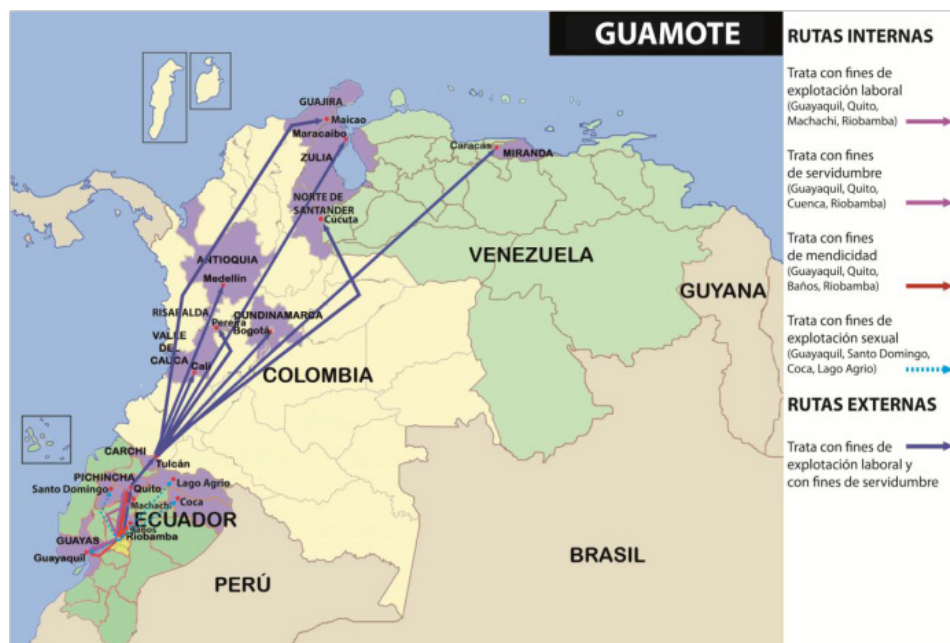 GUAMOTE
RUTAS INTERNAS
Trata con fines de
explotación laboral
(Guayaquil, Quito,
Machachi, Riobamba)
Trata con fines
de servidumbre
(Guayaquil, Quito,
Cuenca, Riobamba)
Trata con fines
de mendicidad
(Guayaquil, Quito,
Baños, Riobamba)
Trata con fines de
explotación sexual
(Guayaquil, Santo Domingo,
Coca, Lago Agrio)
RUTAS EXTERNAS
Trata con fines de
explotación laboral y
con fines de servidumbre
GUAJIRA
Maicao
Maracaibo
ZULIA
Caracas
MIRANDA
NORTE DE
SANTANDER
Cúcuta
VENEZUELA
GUYANA
ANTIOQUIA
Medellín
RISARALDA
Pereira
CUNDINAMARCA
Bogotá
VALLE
DE
CAUCA
Cali
COLOMBIA
CARCHI
Tulcán
PICHINCHA
Santo Domingo
Quito
Lago Agrio
Machachi
Coca
ECUADOR
Baños
Riobamba
GUAYAS
Guayaquil
PERÚ
BRASIL